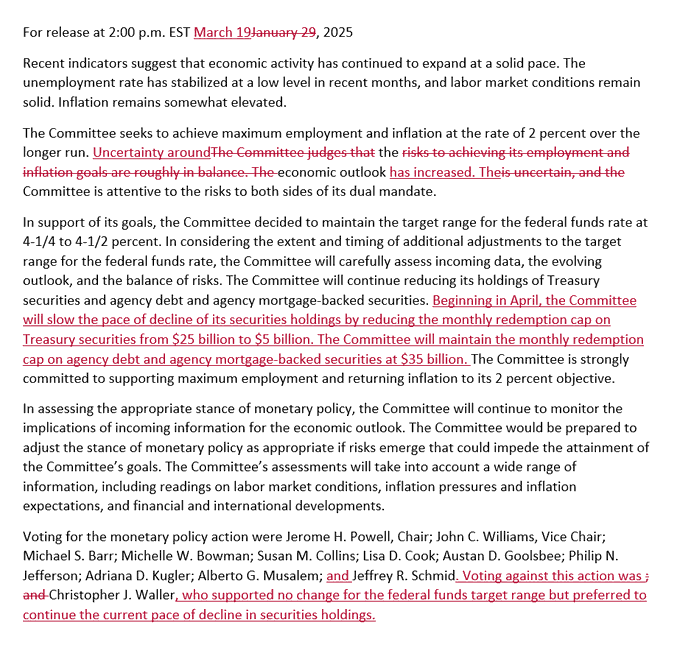 For release at 2:00 p.m. EST March 19January 29, 2025
Recent indicators suggest that economic activity has continued to expand at a solid pace. The
unemployment rate has stabilized at a low level in recent months, and labor market conditions remain
solid. Inflation remains somewhat elevated.
The Committee seeks to achieve maximum employment and inflation at the rate of 2 percent over the
longer run. Uncertainty aroundThe Committee judges that the risks to achieving its employment and
inflation goals are roughly in balance. The economic outlook has increased. Theis uncertain, and the
Committee is attentive to the risks to both sides of its dual mandate.
In support of its goals, the Committee decided to maintain the target range for the federal funds rate at
4-1/4 to 4-1/2 percent. In considering the extent and timing of additional adjustments to the target
range for the federal funds rate, the Committee will carefully assess incoming data, the evolving
outlook, and the balance of risks. The Committee will continue reducing its holdings of Treasury
securities and agency debt and agency mortgage-backed securities. Beginning in April, the Committee
will slow the pace of decline of its securities holdings by reducing the monthly redemption cap on
Treasury securities from $25 billion to $5 billion. The Committee will maintain the monthly redemption
cap on agency debt and agency mortgage-backed securities at $35 billion. The Committee is strongly
committed to supporting maximum employment and returning inflation to its 2 percent objective.
In assessing the appropriate stance of monetary policy, the Committee will continue to monitor the
implications of incoming information for the economic outlook. The Committee would be prepared to
adjust the stance of monetary policy as appropriate if risks emerge that could impede the attainment of
the Committee's goals. The Committee's assessments will take into account a wide range of
information, including readings on labor market conditions, inflation pressures and inflation
expectations, and financial and international developments.
Voting for the monetary policy action were Jerome H. Powell, Chair; John C. Williams, Vice Chair;
Michael S. Barr; Michelle W. Bowman; Susan M. Collins; Lisa D. Cook; Austan D. Goolsbee; Philip N.
Jefferson; Adriana D. Kugler; Alberto G. Musalem; and Jeffrey R. Schmid. Voting against this action was ;
and Christopher J. Waller, who supported no change for the federal funds target range but preferred to
continue the current pace of decline in securities holdings.